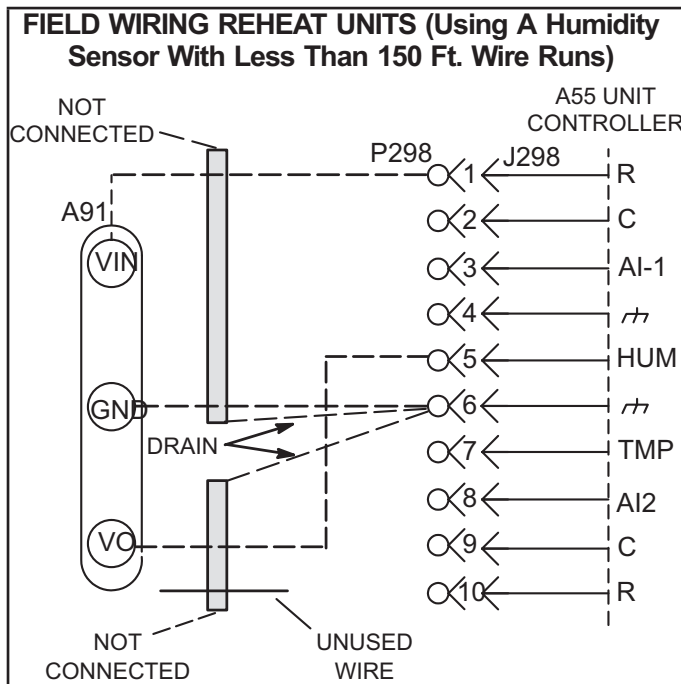 FIELD WIRING REHEAT UNITS (Using A Humidity
Sensor With Less Than 150 Ft. Wire Runs)
NOT
CONNECTED
A55 UNIT
CONTROLLER
P298
J298
A91
VIN
GND
VO
DRAIN
1 R
2 C
3 AI-1
4
5 HUM
6
7 TMP
8 AI2
9 C
10 R
NOT
CONNECTED
UNUSED
WIRE